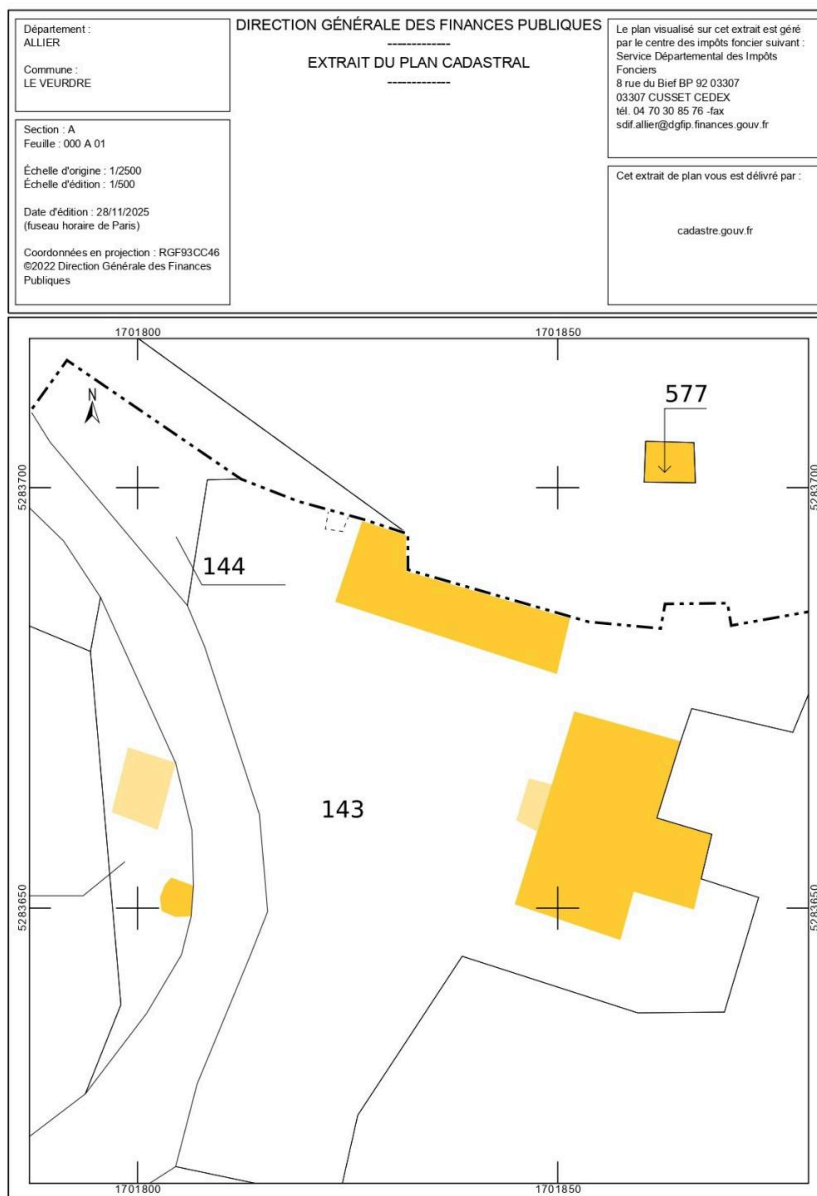 Département :
ALLIER
Commune :
LE VEURDRE
Section : A
Feuille : 000 A 01
Échelle d'origine : 1/2500
Échelle d'édition : 1/500
Date d'édition : 28/11/2025
(fuseau horaire de Paris)
Coordonnées en projection : RGF93CC46
©2022 Direction Générale des Finances
Publiques
DIRECTION GÉNÉRALE DES FINANCES PUBLIQUES
-------------
EXTRAIT DU PLAN CADASTRAL
-------------
Le plan visualisé sur cet extrait est géré
par le centre des impôts foncier suivant :
Service Départemental des Impôts
Fonciers
8 rue du Bief BP 92 03307
03307 CUSSET CEDEX
tél. 04 70 30 85 76 -fax
sdif.allier@dgfip.finances.gouv.fr
Cet extrait de plan vous est délivré par :
cadastre.gouv.fr
1701800
1701850
N
577
5283700
5283700
144
143
5283650
5283650
1701800
1701850